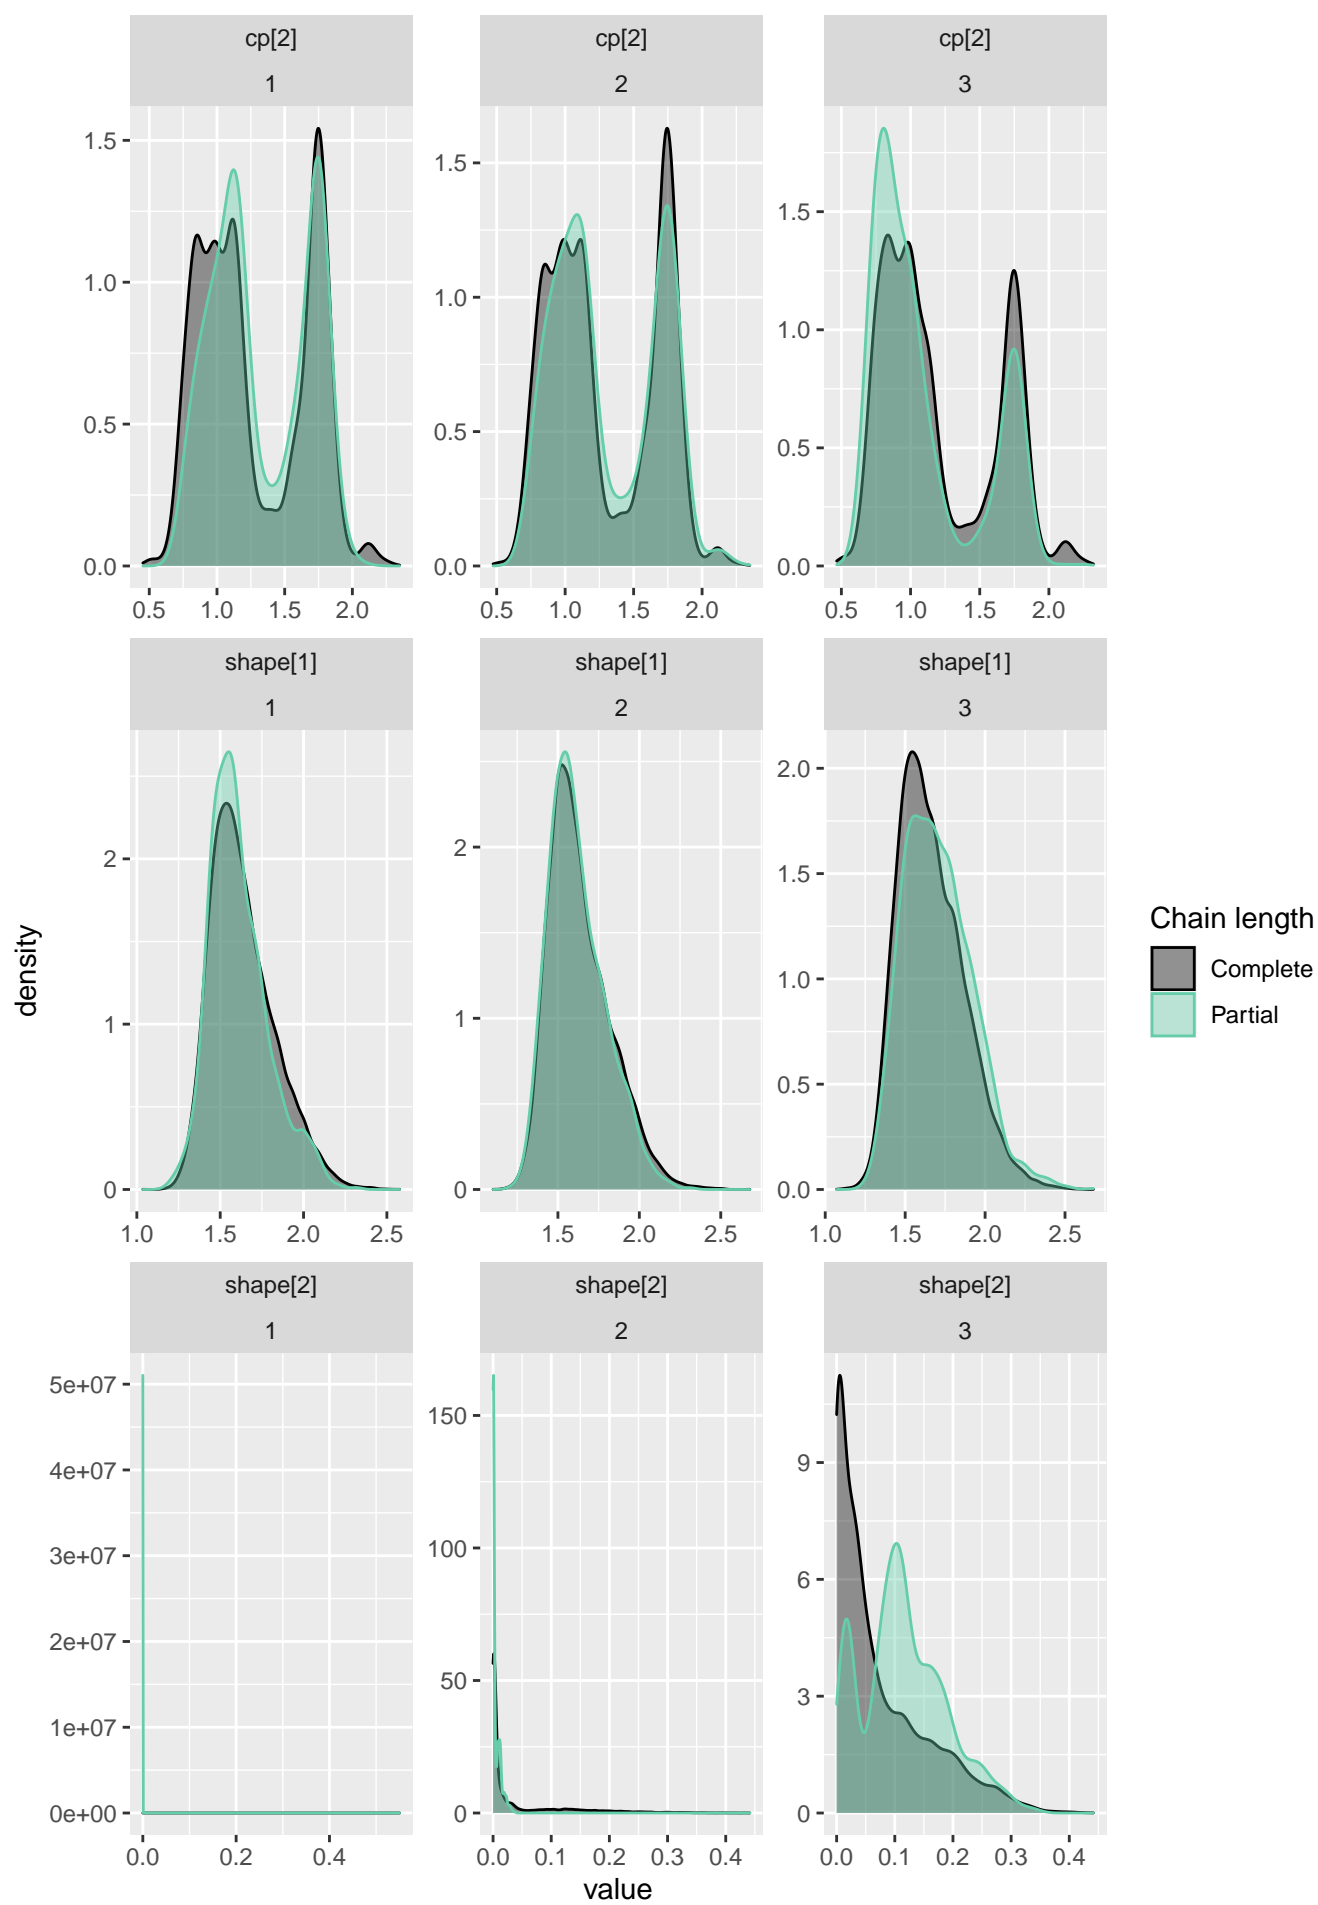 cp[2] cp[2] cp[2]
1 2 3
1.5
1.0
0.5
0.0
0.5 1.0 1.5 2.0
1.5
1.0
0.5
0.0
0.5 1.0 1.5 2.0
1.5
1.0
0.5
0.0
0.5 1.0 1.5 2.0
shape[1] shape[1] shape[1]
1 2 3
2
1
0
1.0 1.5 2.0 2.5
2
1
0
1.5 2.0 2.5
2.0
1.5
1.0
0.5
0.0
1.0 1.5 2.0 2.5
shape[2] shape[2] shape[2]
1 2 3
5e+07
4e+07
3e+07
2e+07
1e+07
0e+00
0.0 0.2 0.4
150
100
50
0
0.0 0.1 0.2 0.3 0.4
9
6
3
0
0.0 0.1 0.2 0.3 0.4
density
value
Chain length
Complete
Partial